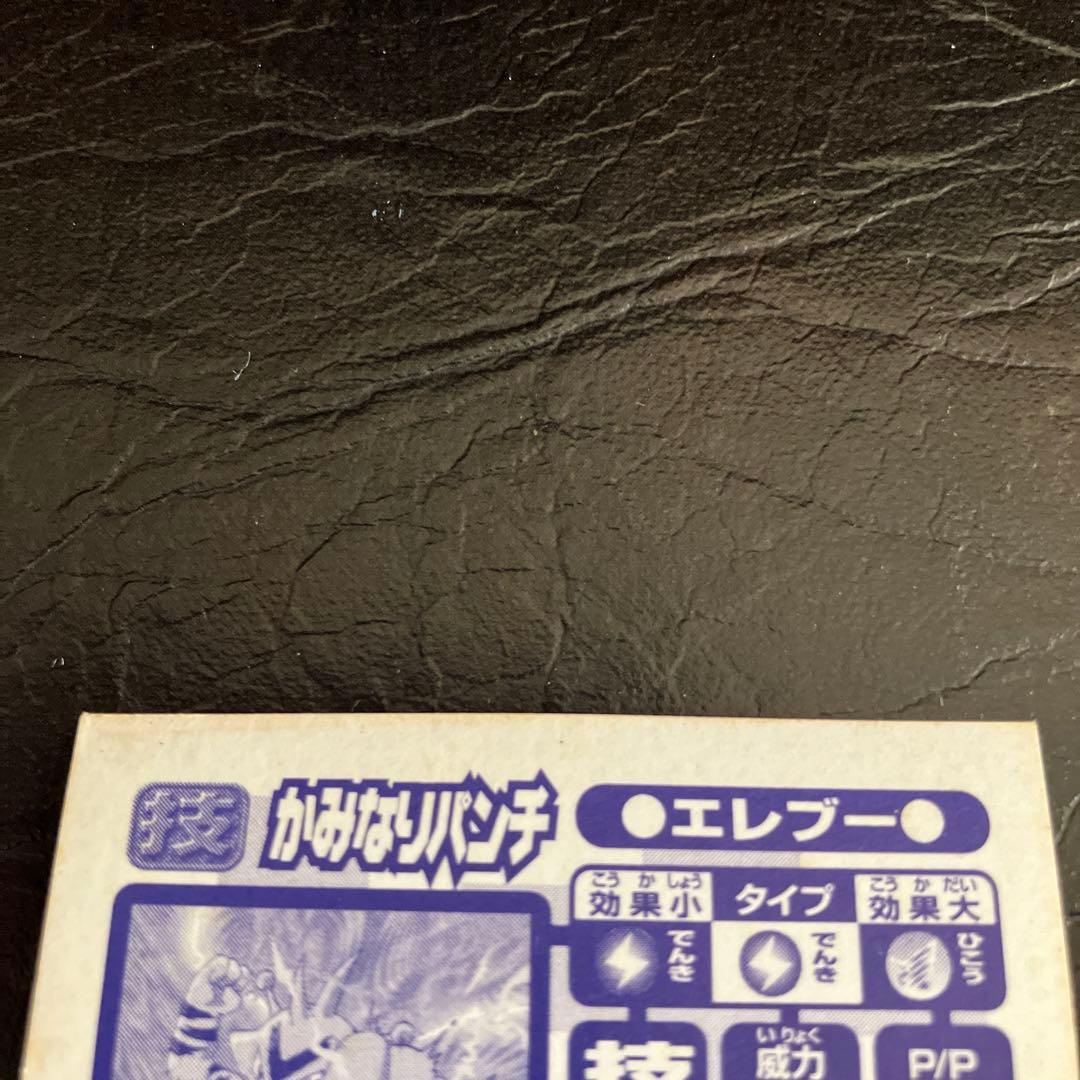 技 かみなりパンチ ●エレブー●
こうかしょう こうかだい
効果小 タイプ 効果大
でんき でんき ひこう
いりょく
技 威力 P/P